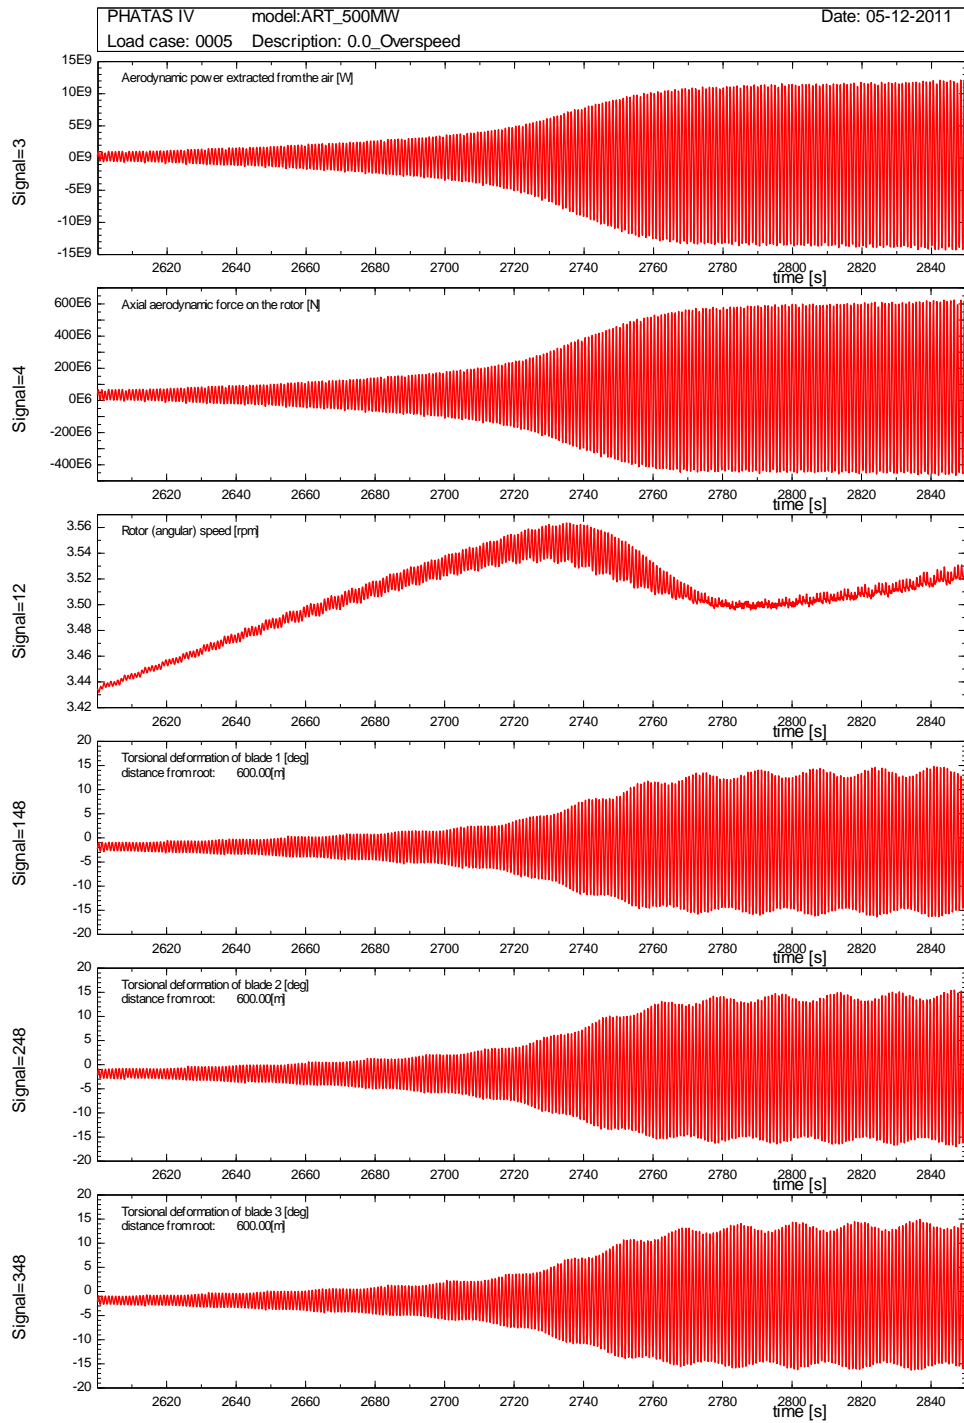 PHATAS IV model:ART_500MW Date: 05-12-2011
Load case: 0005 Description: 0.0_Overspeed
Signal=3
Aerodynamic power extracted from the air [W]
15E9
10E9
5E9
0E9
-5E9
-10E9
-15E9
2620 2640 2660 2680 2700 2720 2740 2760 2780 2800 2820 2840
time [s]
Signal=4
Axial aerodynamic force on the rotor [N]
600E6
400E6
200E6
0E6
-200E6
-400E6
2620 2640 2660 2680 2700 2720 2740 2760 2780 2800 2820 2840
time [s]
Signal=12
Rotor (angular) speed [rpm]
3.56
3.54
3.52
3.50
3.48
3.46
3.44
3.42
2620 2640 2660 2680 2700 2720 2740 2760 2780 2800 2820 2840
time [s]
Signal=148
Torsional deformation of blade 1 [deg]
distance from root: 600.00[m]
20
15
10
5
0
-5
-10
-15
-20
2620 2640 2660 2680 2700 2720 2740 2760 2780 2800 2820 2840
time [s]
Signal=248
Torsional deformation of blade 2 [deg]
distance from root: 600.00[m]
20
15
10
5
0
-5
-10
-15
-20
2620 2640 2660 2680 2700 2720 2740 2760 2780 2800 2820 2840
time [s]
Signal=348
Torsional deformation of blade 3 [deg]
distance from root: 600.00[m]
20
15
10
5
0
-5
-10
-15
-20
2620 2640 2660 2680 2700 2720 2740 2760 2780 2800 2820 2840
time [s]